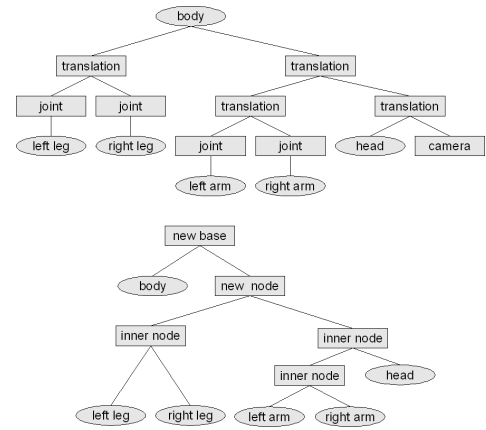 body
translation translation
joint joint translation translation
left leg right leg joint joint head camera
left arm right arm
new base
body new node
inner node inner node
inner node head
left leg right leg left arm right arm